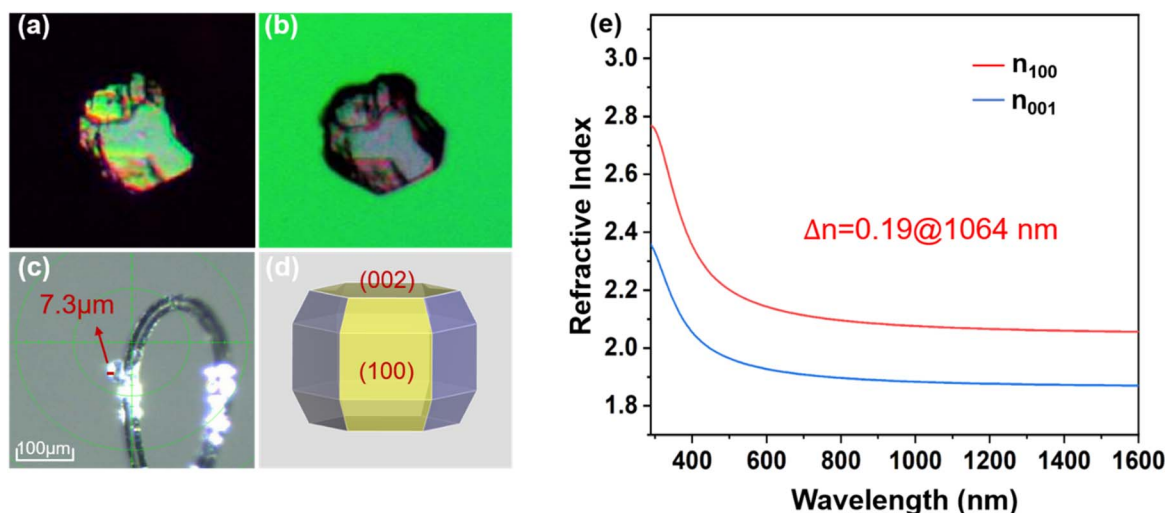 (a)
(b)
(c)
7.3μm
100μm
(d)
(002)
(100)
(e)
n100
n001
Δn=0.19@1064 nm
Refractive Index
3.0
2.8
2.6
2.4
2.2
2.0
1.8
400 600 800 1000 1200 1400 1600
Wavelength (nm)